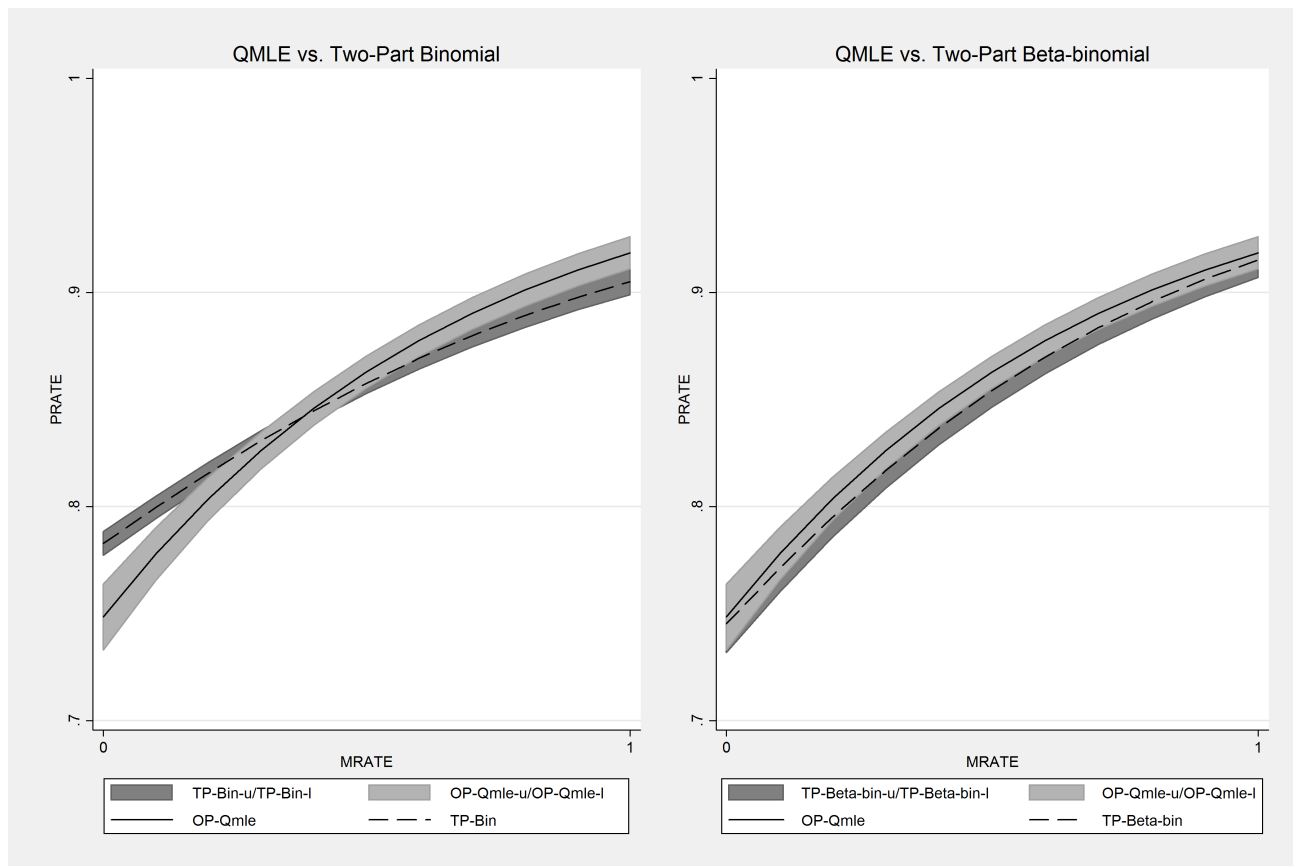 QMLE vs. Two-Part Binomial
1
.9
.8
.7
PRATE
0
1
MRATE
TP-Bin-u/TP-Bin-l
OP-Qmle-u/OP-Qmle-l
OP-Qmle
TP-Bin
QMLE vs. Two-Part Beta-binomial
1
.9
.8
.7
PRATE
0
1
MRATE
TP-Beta-bin-u/TP-Beta-bin-l
OP-Qmle-u/OP-Qmle-l
OP-Qmle
TP-Beta-bin